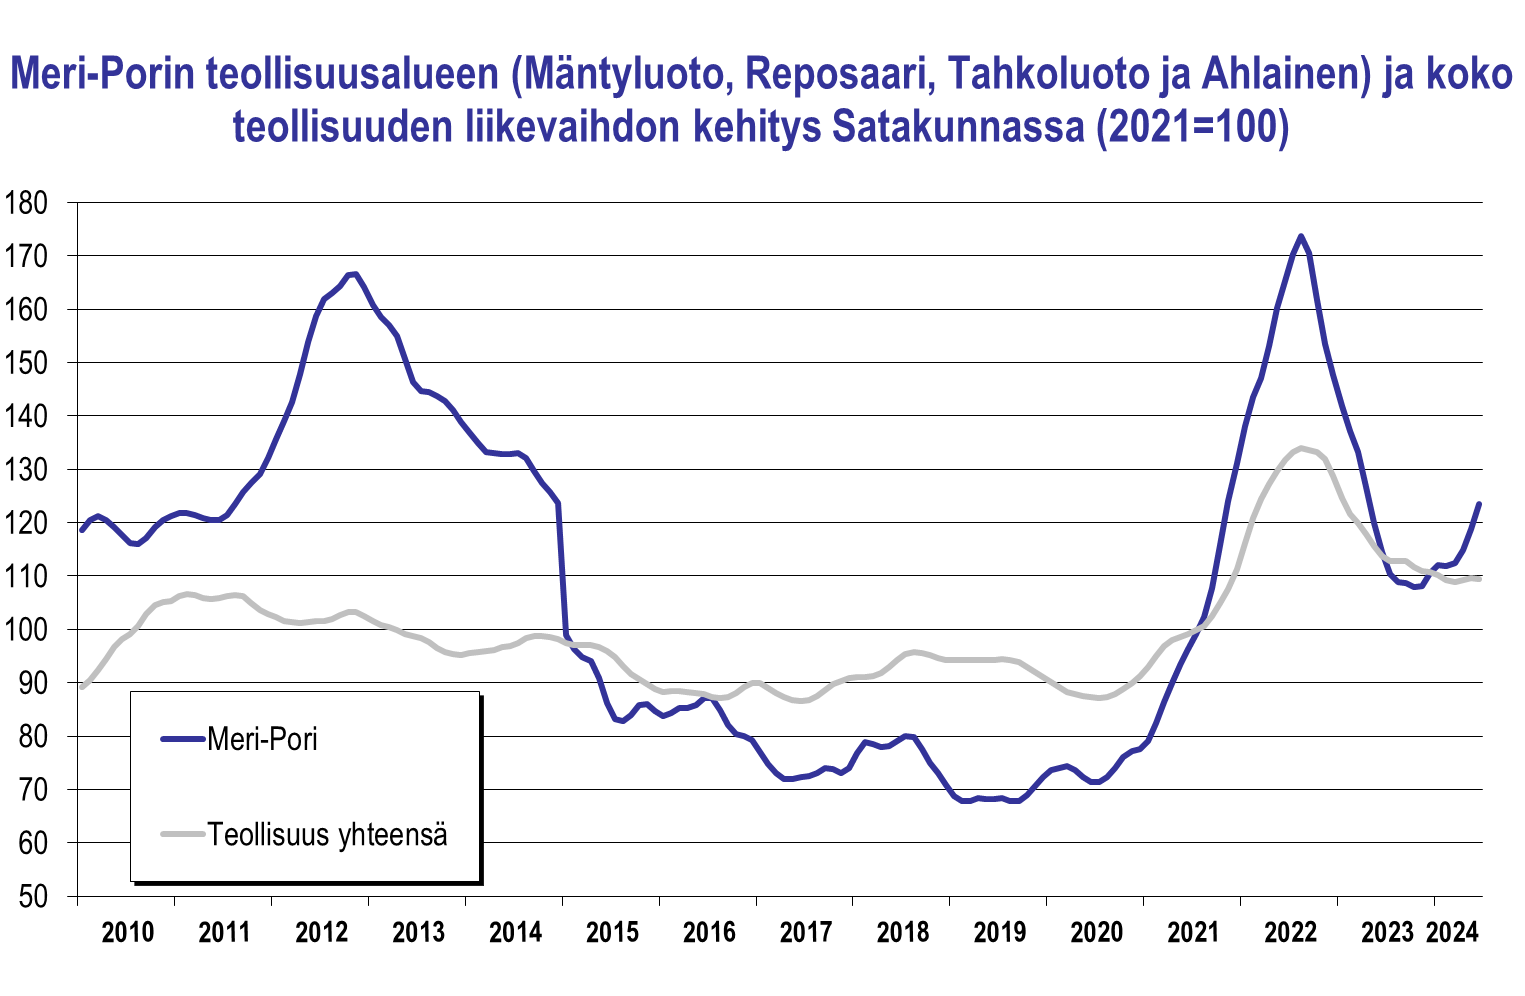 Meri-Porin teollisuusalueen (Mäntyluoto, Reposaari, Tahkoluoto ja Ahlainen) ja koko
teollisuuden liikevaihdon kehitys Satakunnassa (2021=100)
180
170
160
150
140
130
120
110
100
90
80
70
60
50
Meri-Pori
Teollisuus yhteensä
2010 2011 2012 2013 2014 2015 2016 2017 2018 2019 2020 2021 2022 2023 2024